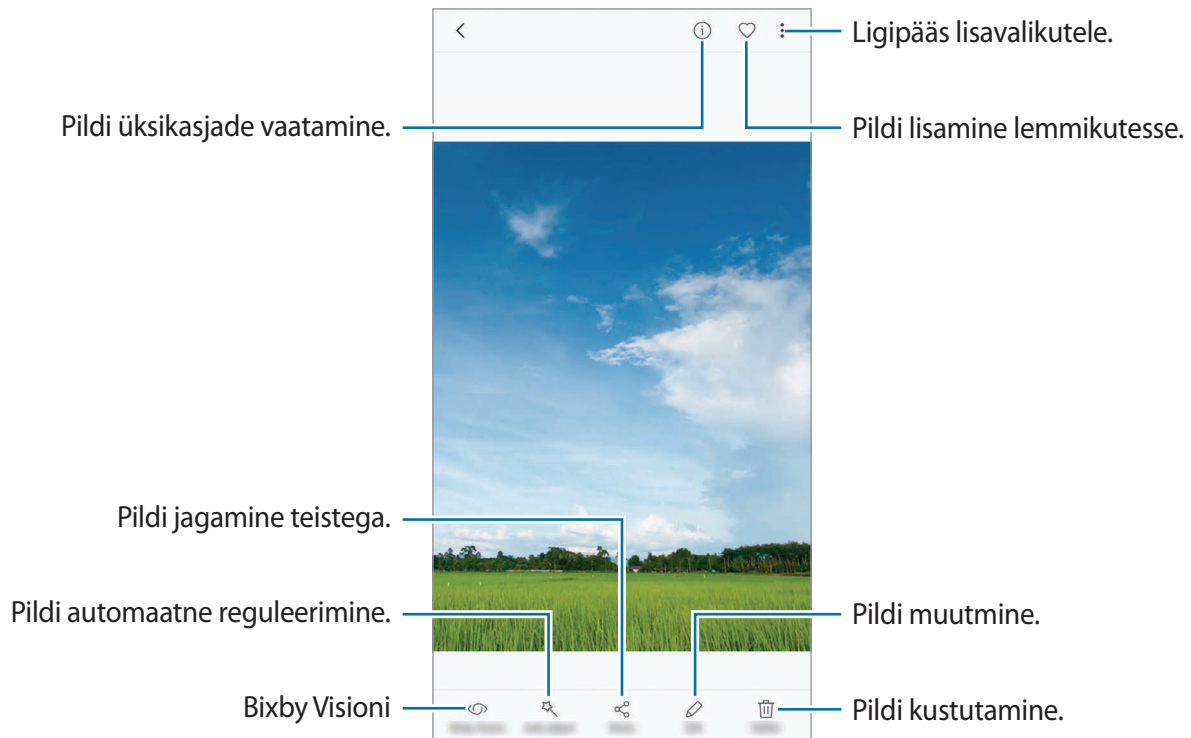 Ligipääs lisavalikutele.
Pildi üksikasjade vaatamine.
Pildi lisamine lemmikutesse.
Pildi jagamine teistega.
Pildi automaatne reguleerimine.
Pildi muutmine.
Bixby Visioni
Pildi kustutamine.